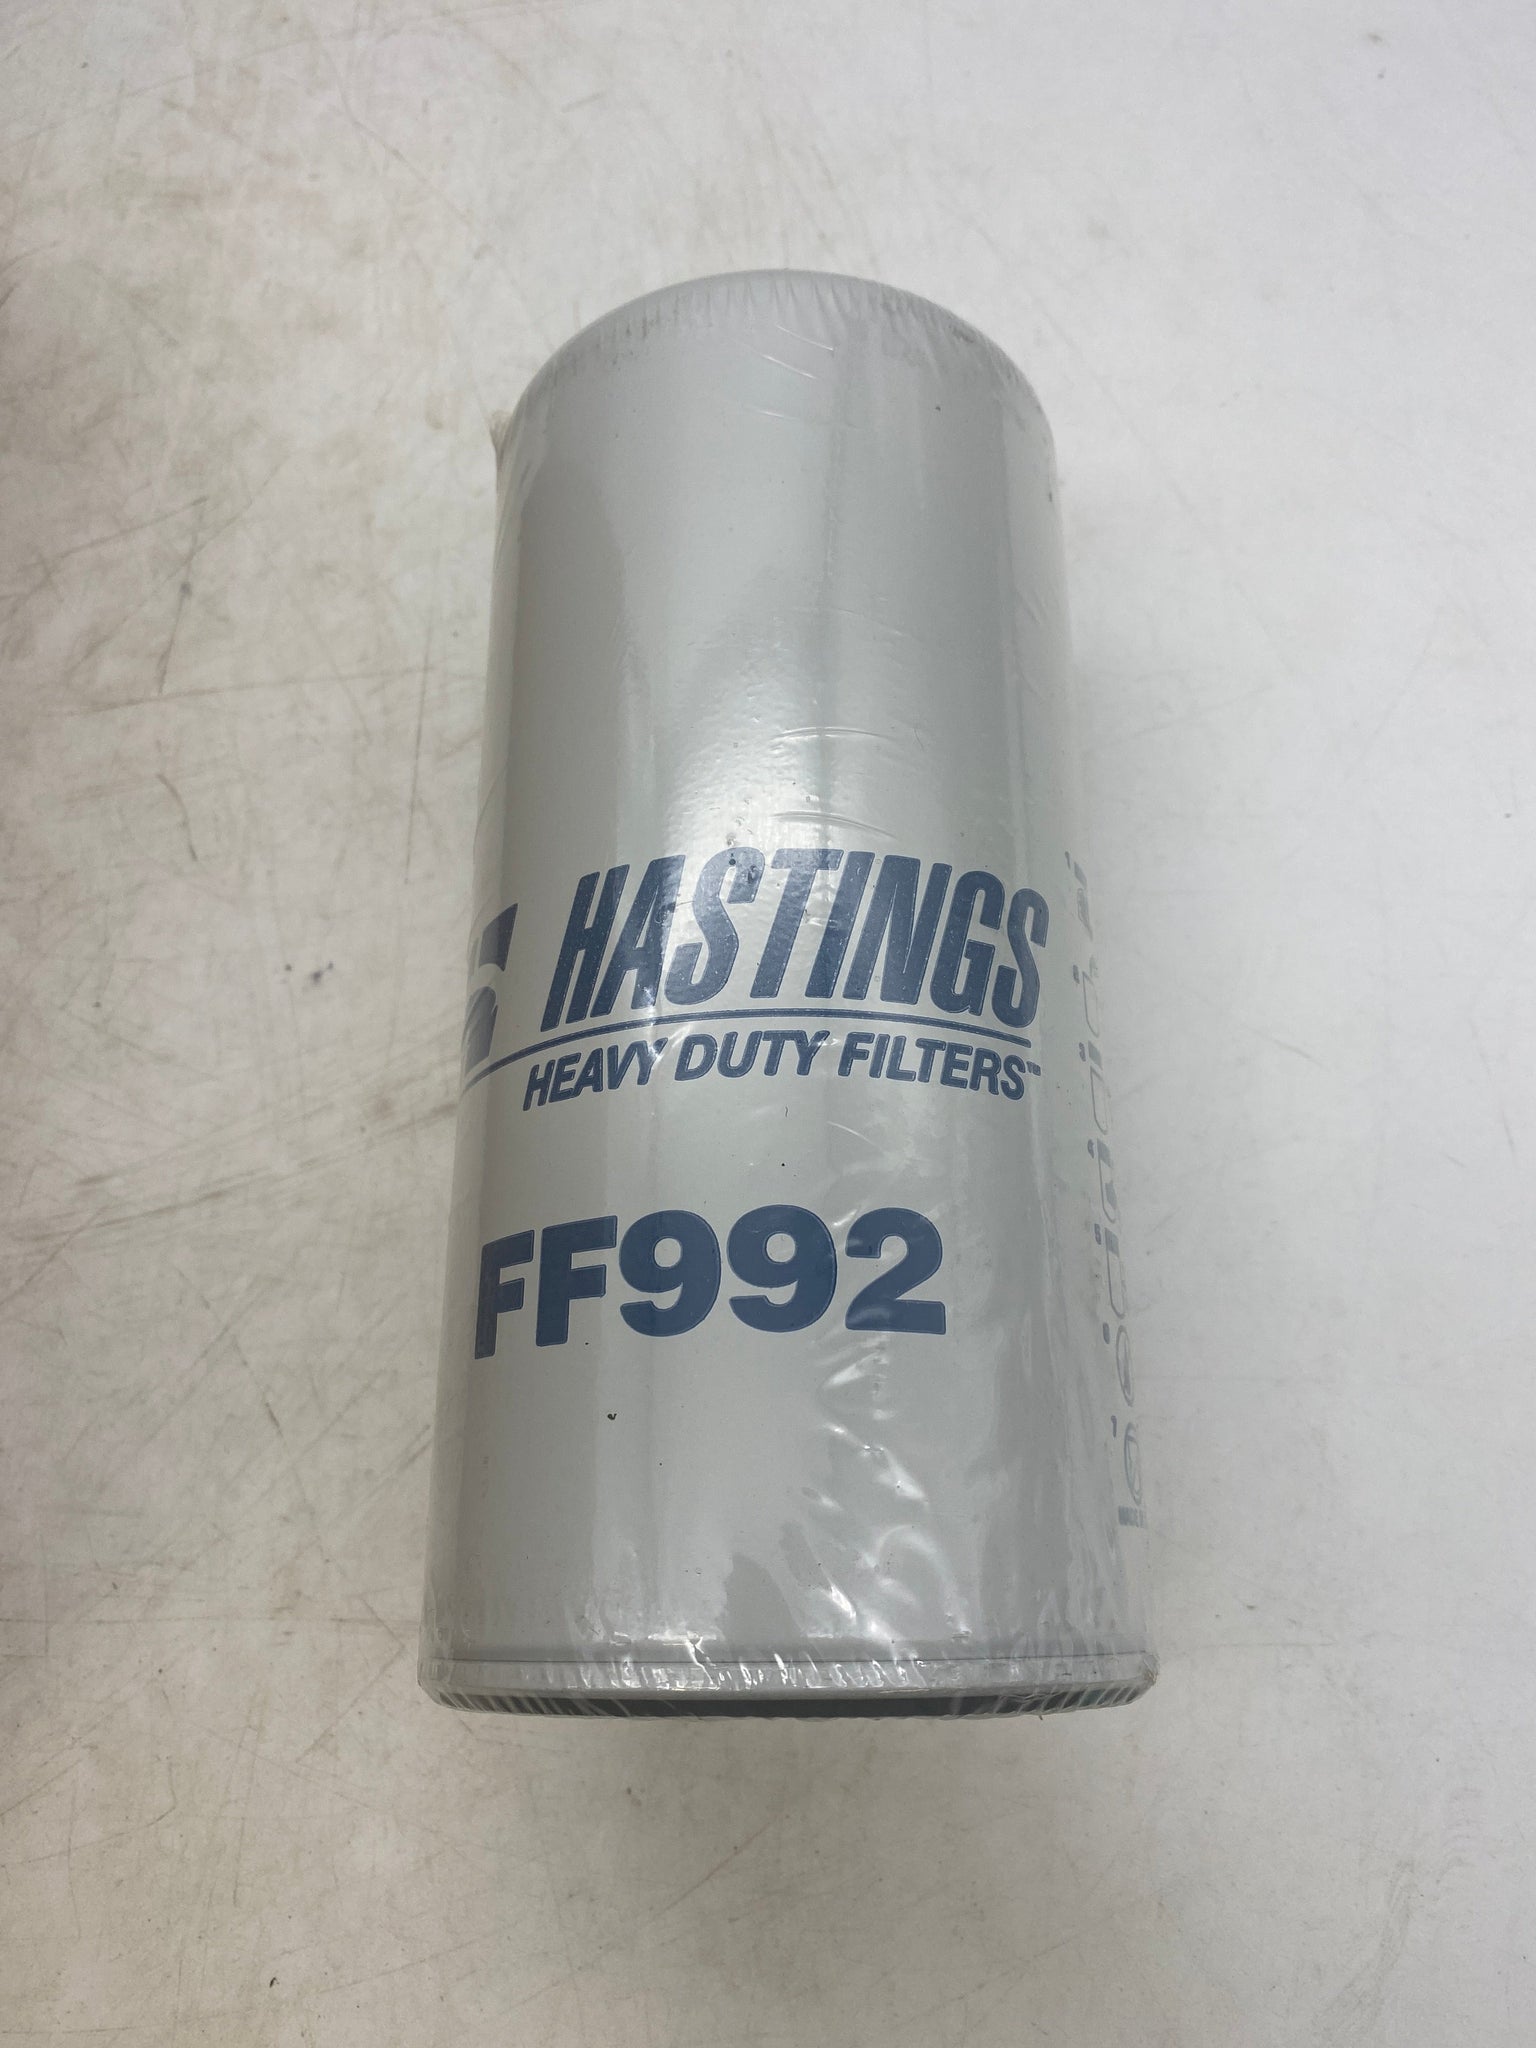 HASTINGS
HEAVY DUTY FILTERS™
FF992